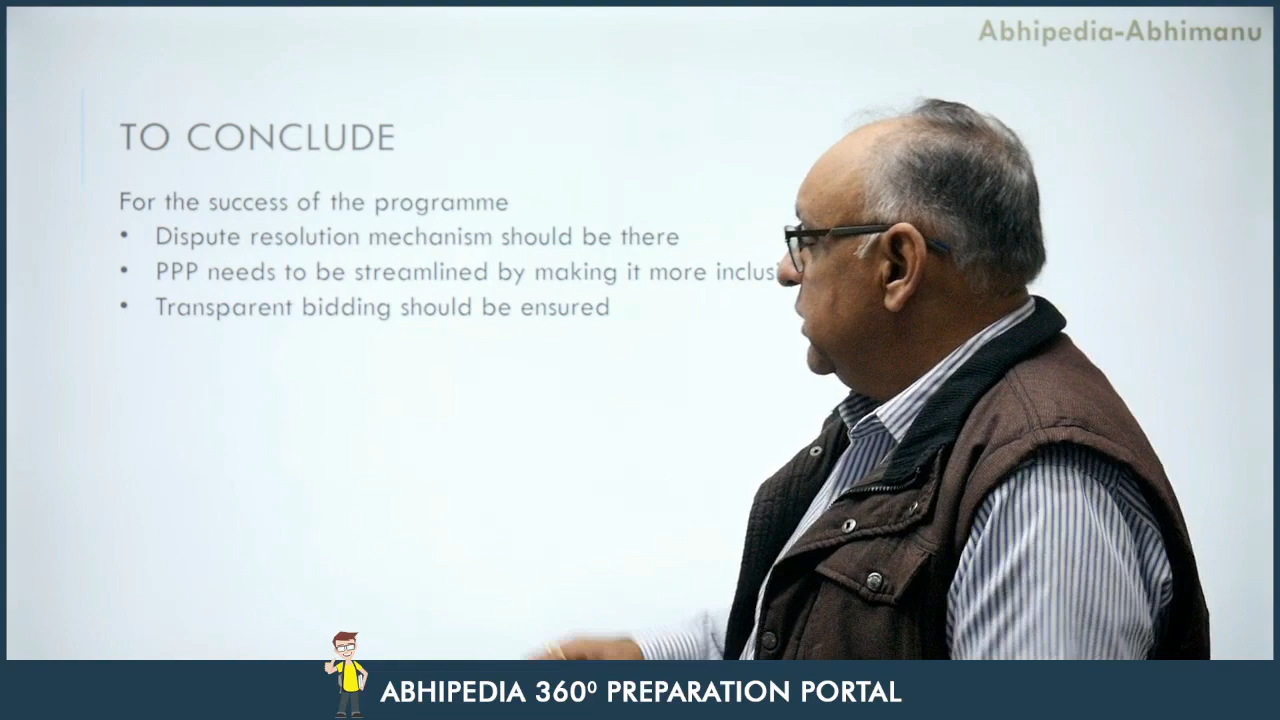 Abhipedia-Abhimanu
TO CONCLUDE
For the success of the programme
• Dispute resolution mechanism should be there
• PPP needs to be streamlined by making it more
• Transparent bidding should be ensured
ABHIPEDIA 360º PREPARATION PORTAL